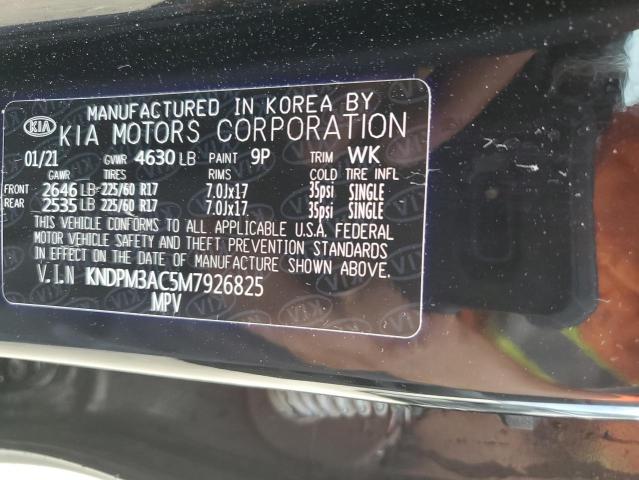 MANUFACTURED IN KOREA BY
KIA KIA MOTORS CORPORATION
01/21 GVWR 4630 LB PAINT 9P TRIM WK
GAWR TIRES RIMS COLD TIRE INFL
FRONT 2646 LB 225/60 R17 7.0Jx17 35psi SINGLE
REAR 2535 LB 225/60 R17 7.0Jx17. 35psi SINGLE
THIS VEHICLE CONFORMS TO ALL APPLICABLE U.S.A. FEDERAL
MOTOR VEHICLE SAFETY AND THEFT PREVENTION STANDARDS
IN EFFECT ON THE DATE OF MANUFACTURE SHOWN ABOVE.
V.I.N KNDPM3AC5M7926825
MPV